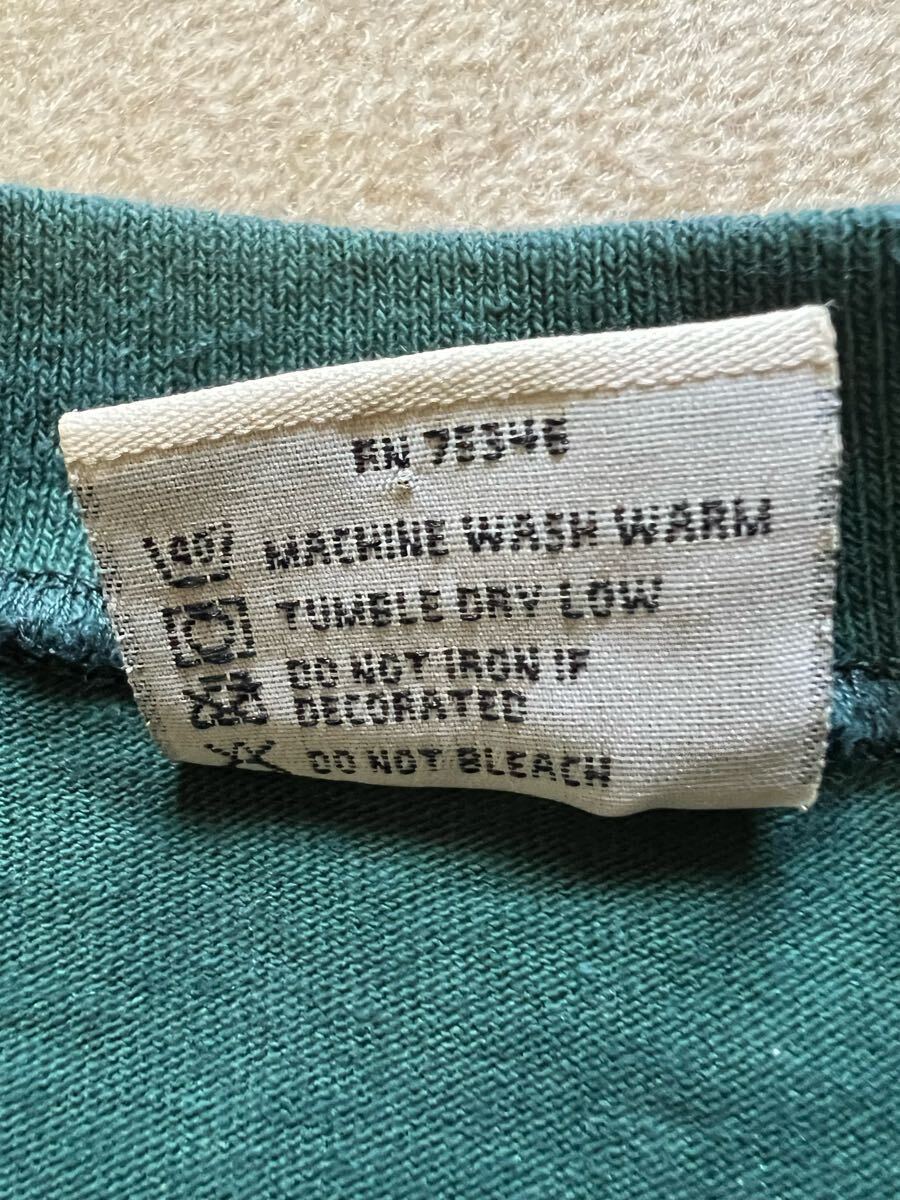 RN 75346
40
MACHINE WASH WARM
TUMBLE DRY LOW
DO NOT IRON IF
DECORATED
DO NOT BLEACH